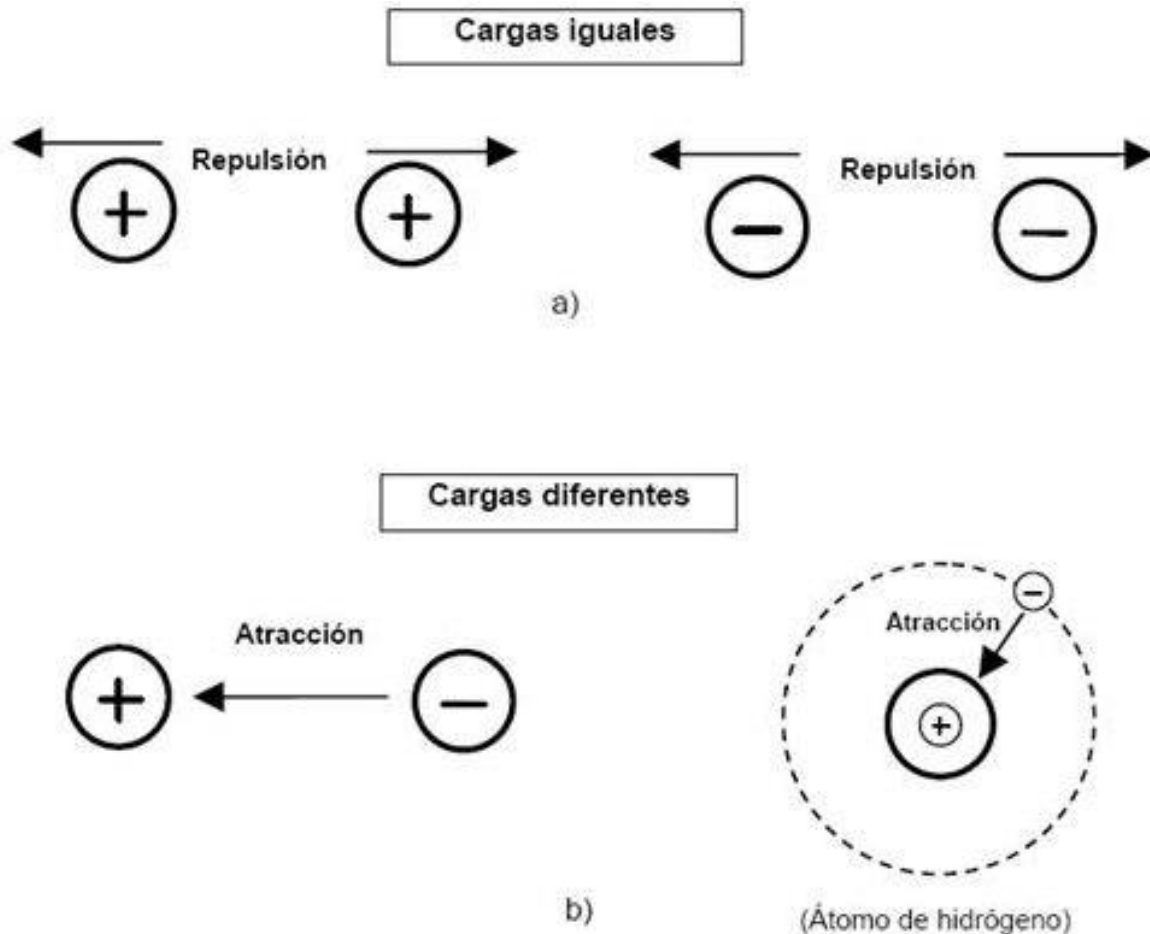 Cargas iguales
Repulsión
Repulsión
+
+
−
−
a)
Cargas diferentes
Atracción
Atracción
+
−
−
+
b)
(Átomo de hidrógeno)